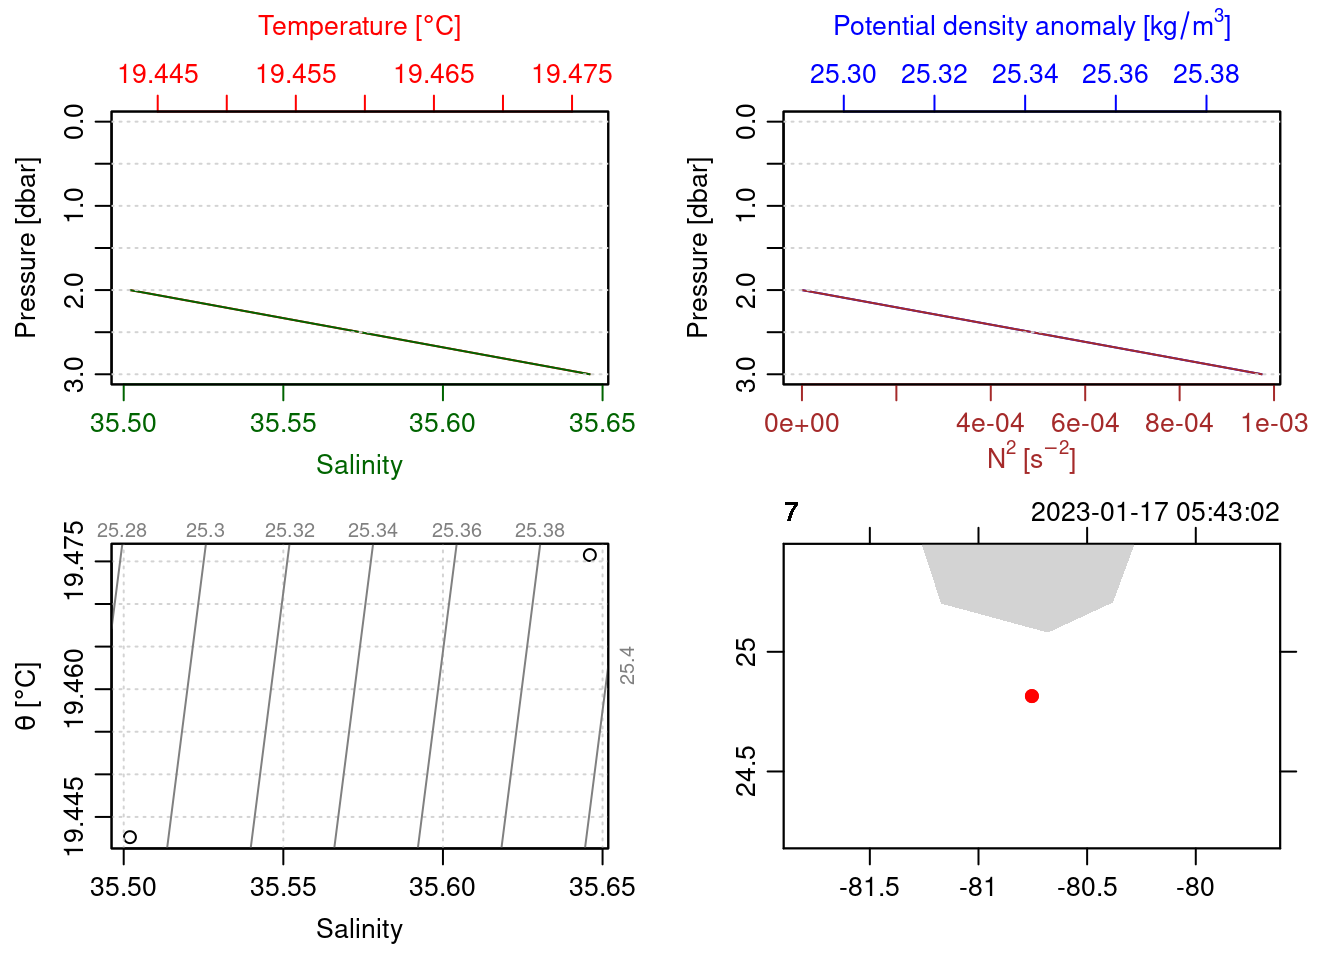 Temperature [°C]
19.445 19.455 19.465 19.475
Pressure [dbar]
0.0 1.0 2.0 3.0
35.50 35.55 35.60 35.65
Salinity
Potential density anomaly [kg/m³]
25.30 25.32 25.34 25.36 25.38
Pressure [dbar]
0.0 1.0 2.0 3.0
0e+00 4e-04 6e-04 8e-04 1e-03
N² [s⁻²]
25.28 25.3 25.32 25.34 25.36 25.38
25.4
θ [°C]
19.475 19.460 19.445
35.50 35.55 35.60 35.65
Salinity
7 2023-01-17 05:43:02
25
24.5
-81.5 -81 -80.5 -80